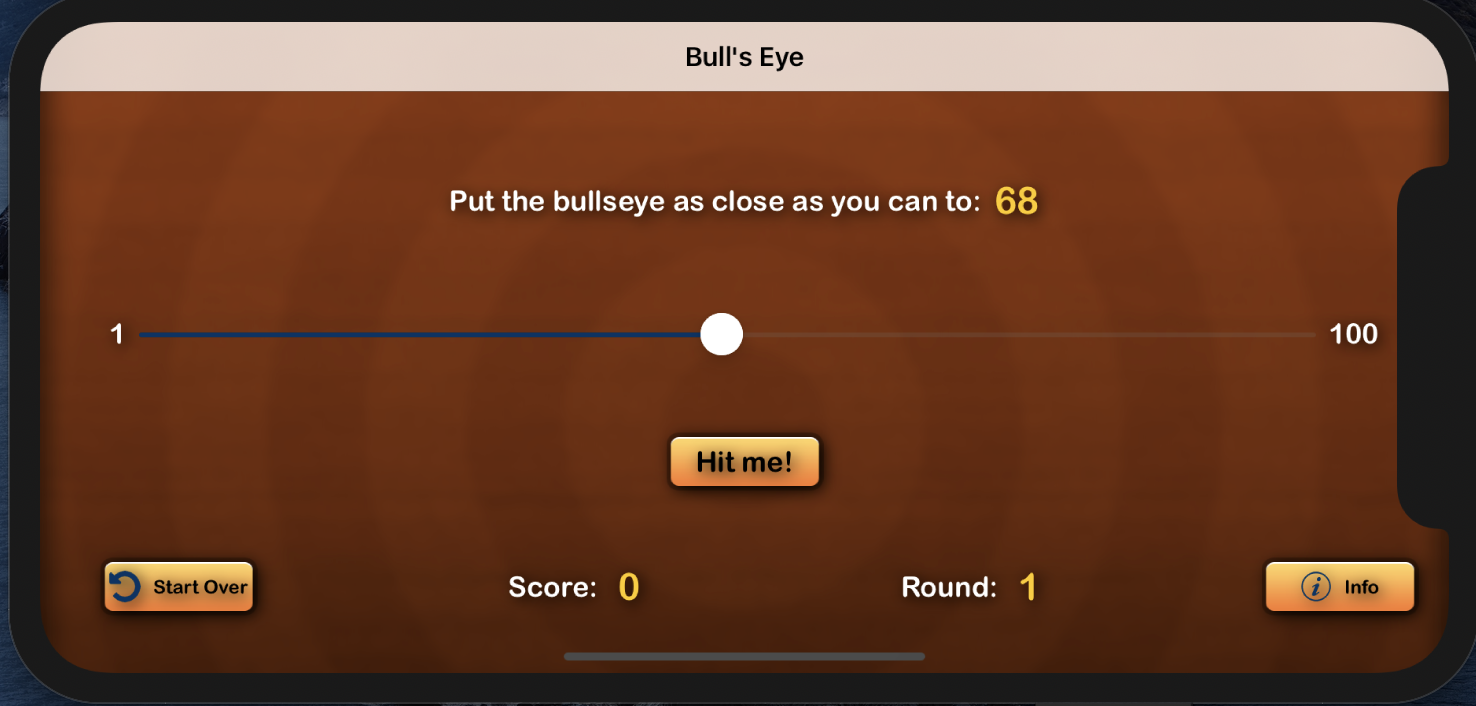 Bull's Eye
Put the bullseye as close as you can to: 68
1 100
Hit me!
Start Over Score: 0 Round: 1 Info